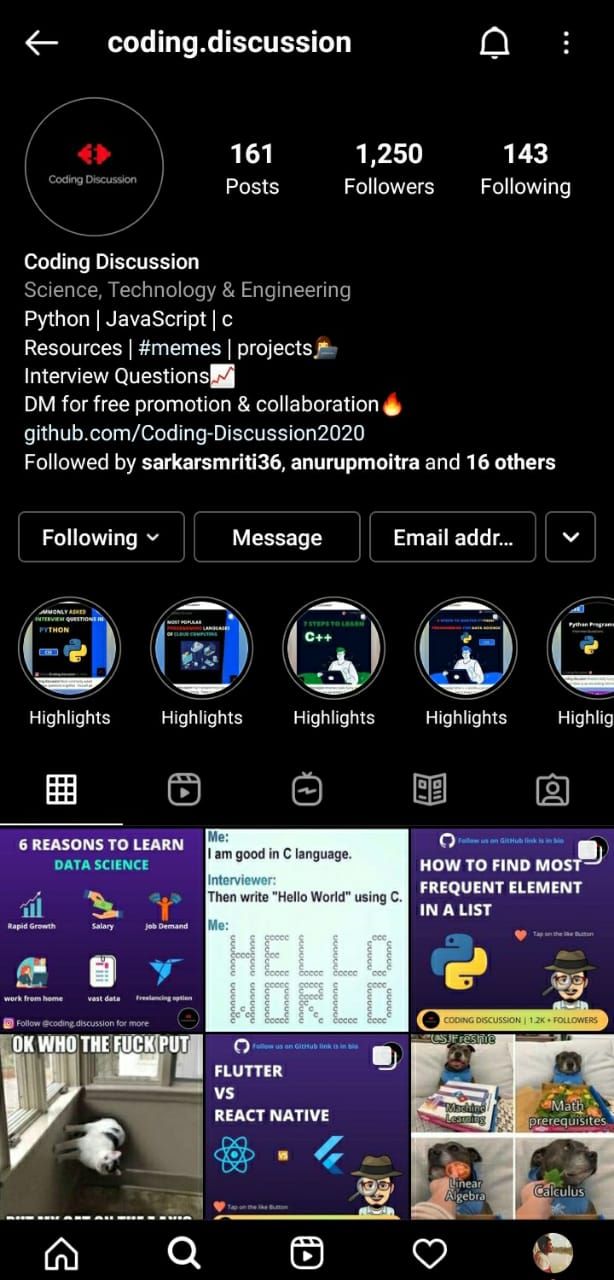 coding.discussion
Coding Discussion
161
Posts
1,250
Followers
143
Following
Coding Discussion
Science, Technology & Engineering
Python | JavaScript | c
Resources | #memes | projects👩‍💻
Interview Questions📈
DM for free promotion & collaboration🔥
github.com/Coding-Discussion2020
Followed by sarkarsmriti36, anurupmoitra and 16 others
Following
Message
Email addr...
OMMONLY ASKED
INTERVIEW QUESTIONS IN
PYTHON
MOST POPULAR
PROGRAMMING LANGUAGES
OF CLOUD COMPUTING
7 STEPS TO LEARN
C++
Python Program
Highlights
Highlights
Highlights
Highlights
Highlig
6 REASONS TO LEARN
DATA SCIENCE
Rapid Growth
Salary
Job Demand
work from home
vast data
Freelancing option
Follow @coding.discussion for more
Me:
I am good in C language.
Interviewer:
Then write "Hello World" using C.
Me:
HELLO
WORLD
Follow us on GitHub link is in bio
HOW TO FIND MOST
FREQUENT ELEMENT
IN A LIST
Tap on the like Button
CODING DISCUSSION | 1.2K + FOLLOWERS
OK WHO THE FUCK PUT
Follow us on GitHub link is in bio
FLUTTER
VS
REACT NATIVE
VS
Tap on the like Button
CS Freshie
Machine
Learning
Math
prerequisites
Linear
Algebra
Calculus